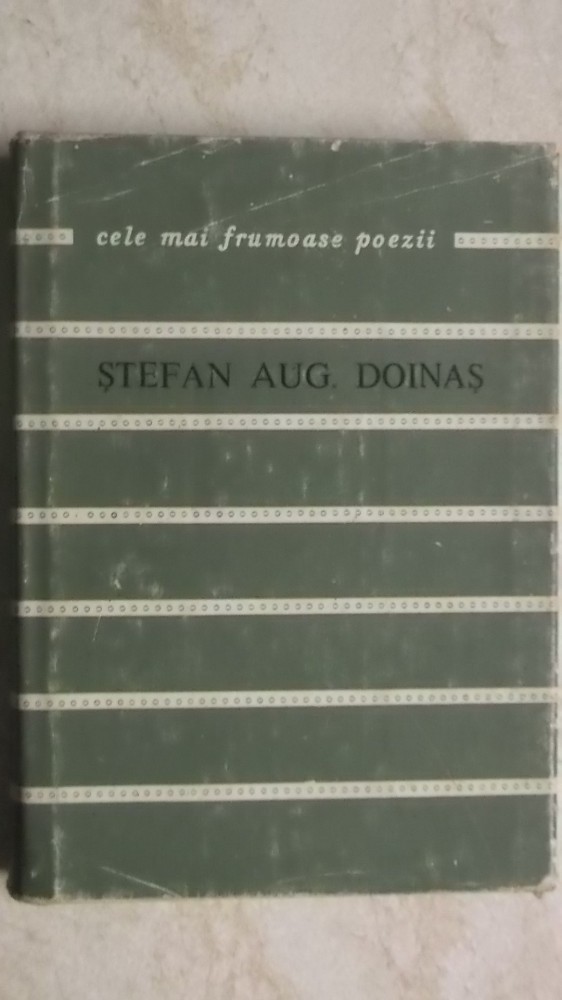 cele mai frumoase poezii
ŞTEFAN AUG. DOINAŞ